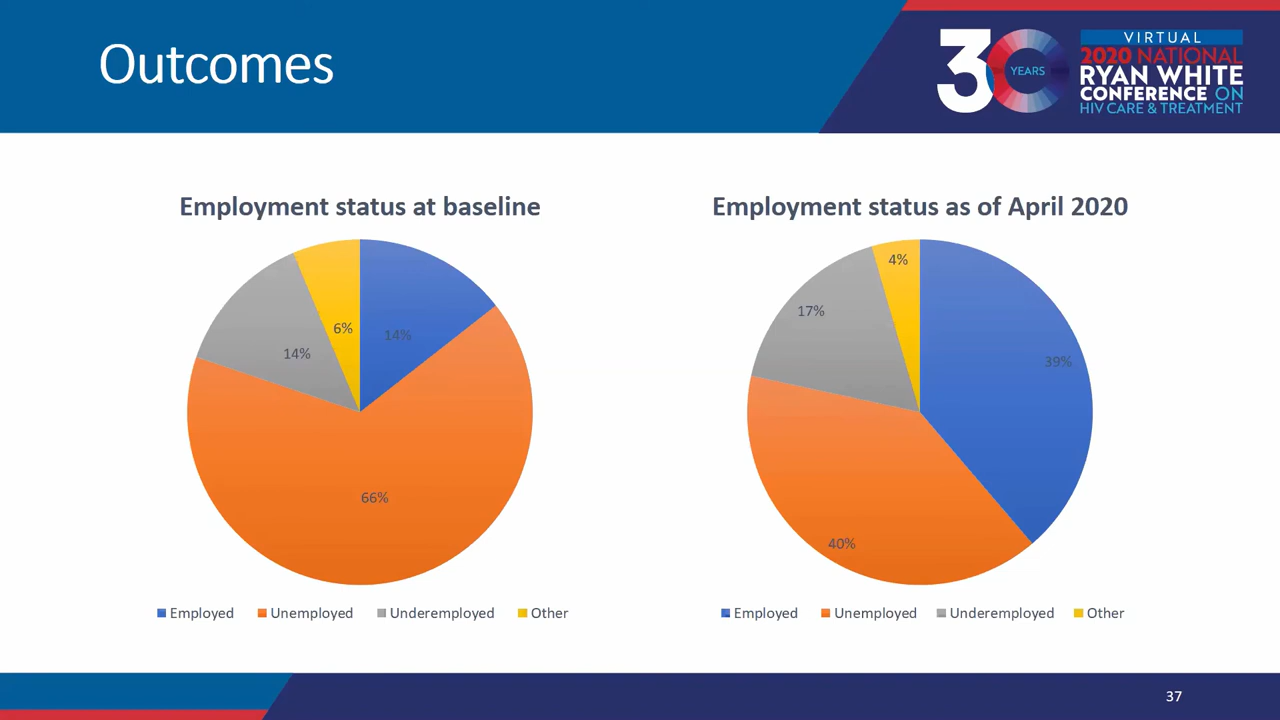 Outcomes
30
YEARS
VIRTUAL
2020 NATIONAL
RYAN WHITE
CONFERENCE ON
HIV CARE & TREATMENT
Employment status at baseline
6%
14%
14%
66%
Employed Unemployed Underemployed Other
Employment status as of April 2020
4%
17%
39%
40%
Employed Unemployed Underemployed Other
37